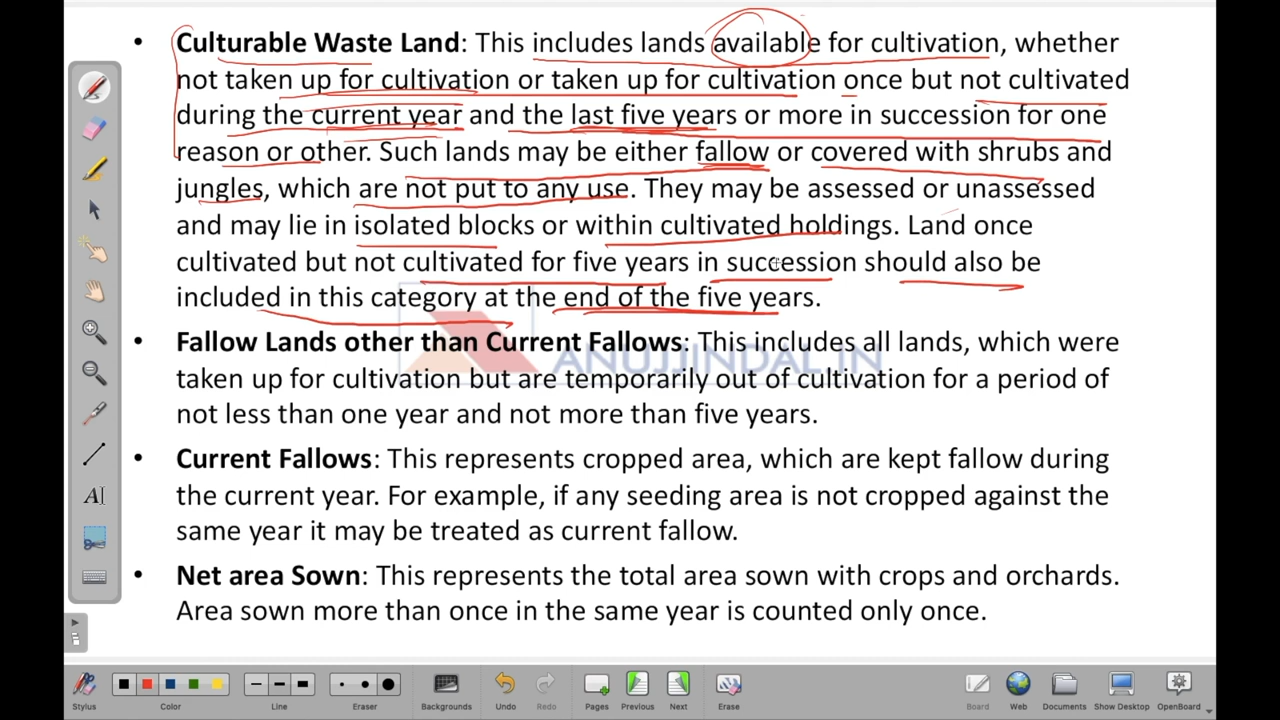 • Culturable Waste Land: This includes lands available for cultivation, whether
not taken up for cultivation or taken up for cultivation once but not cultivated
during the current year and the last five years or more in succession for one
reason or other. Such lands may be either fallow or covered with shrubs and
jungles, which are not put to any use. They may be assessed or unassessed
and may lie in isolated blocks or within cultivated holdings. Land once
cultivated but not cultivated for five years in succession should also be
included in this category at the end of the five years.
• Fallow Lands other than Current Fallows: This includes all lands, which were
ANUJJINDAL.IN
taken up for cultivation but are temporarily out of cultivation for a period of
not less than one year and not more than five years.
• Current Fallows: This represents cropped area, which are kept fallow during
the current year. For example, if any seeding area is not cropped against the
same year it may be treated as current fallow.
• Net area Sown: This represents the total area sown with crops and orchards.
Area sown more than once in the same year is counted only once.
A
Stylus Color Line Eraser Backgrounds Undo Redo Pages Previous Next Erase Board Web Documents Show Desktop OpenBoard